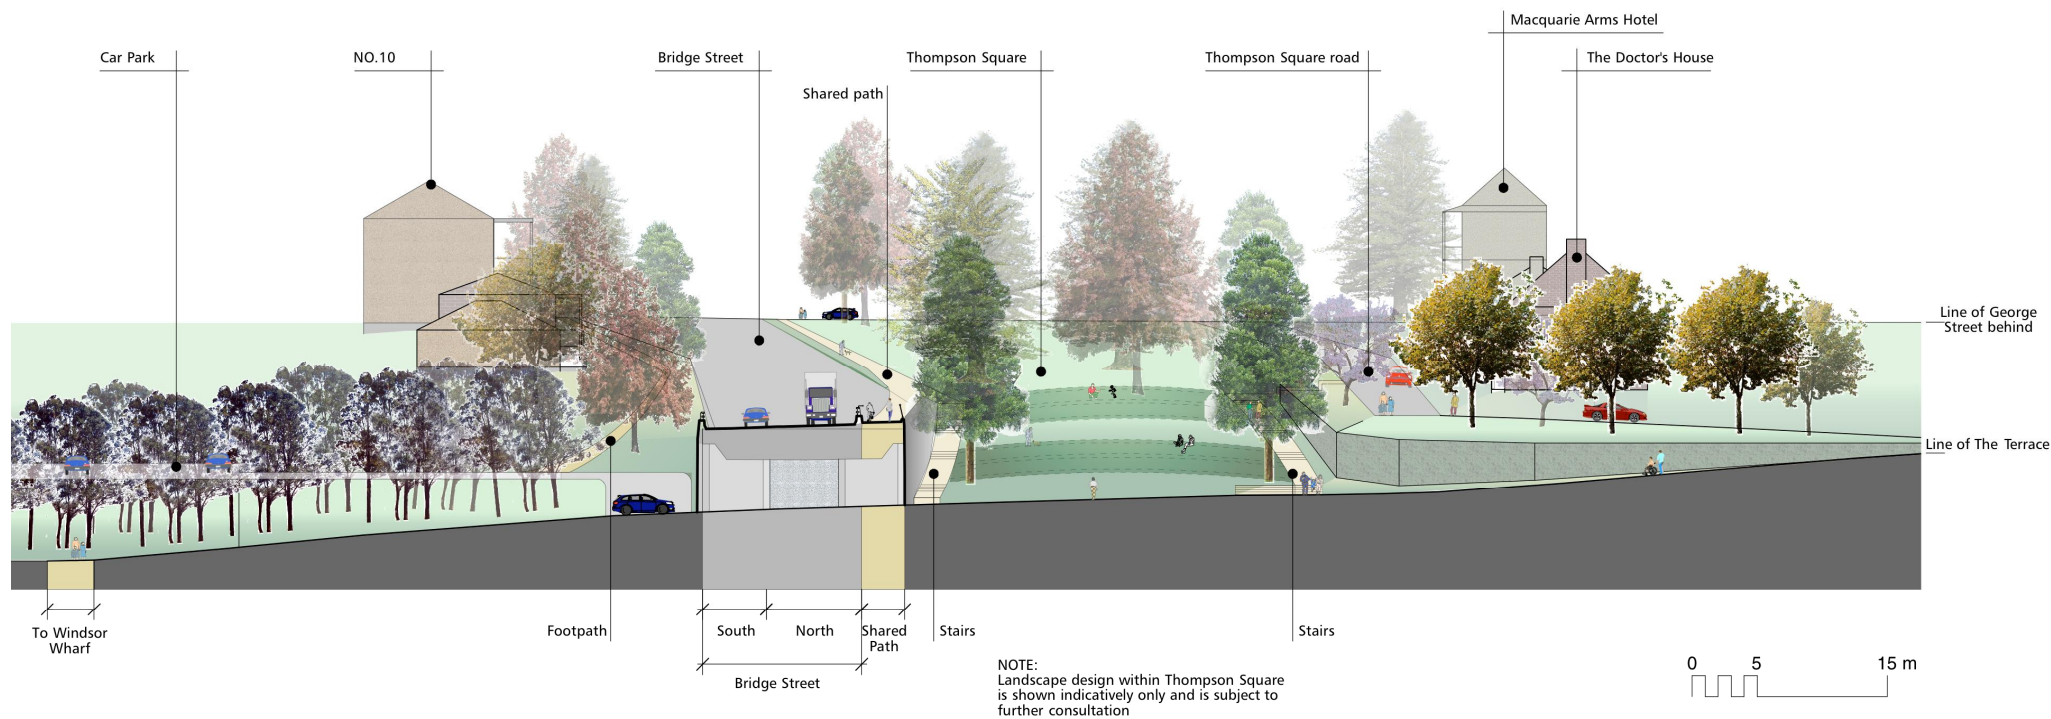 Macquarie Arms Hotel
Car Park
NO.10
Bridge Street
Thompson Square
Thompson Square road
The Doctor's House
Shared path
Line of George
Street behind
Line of The Terrace
To Windsor
Wharf
Footpath
South
North
Shared
Path
Stairs
Stairs
Bridge Street
NOTE:
Landscape design within Thompson Square
is shown indicatively only and is subject to
further consultation
0 5 15 m